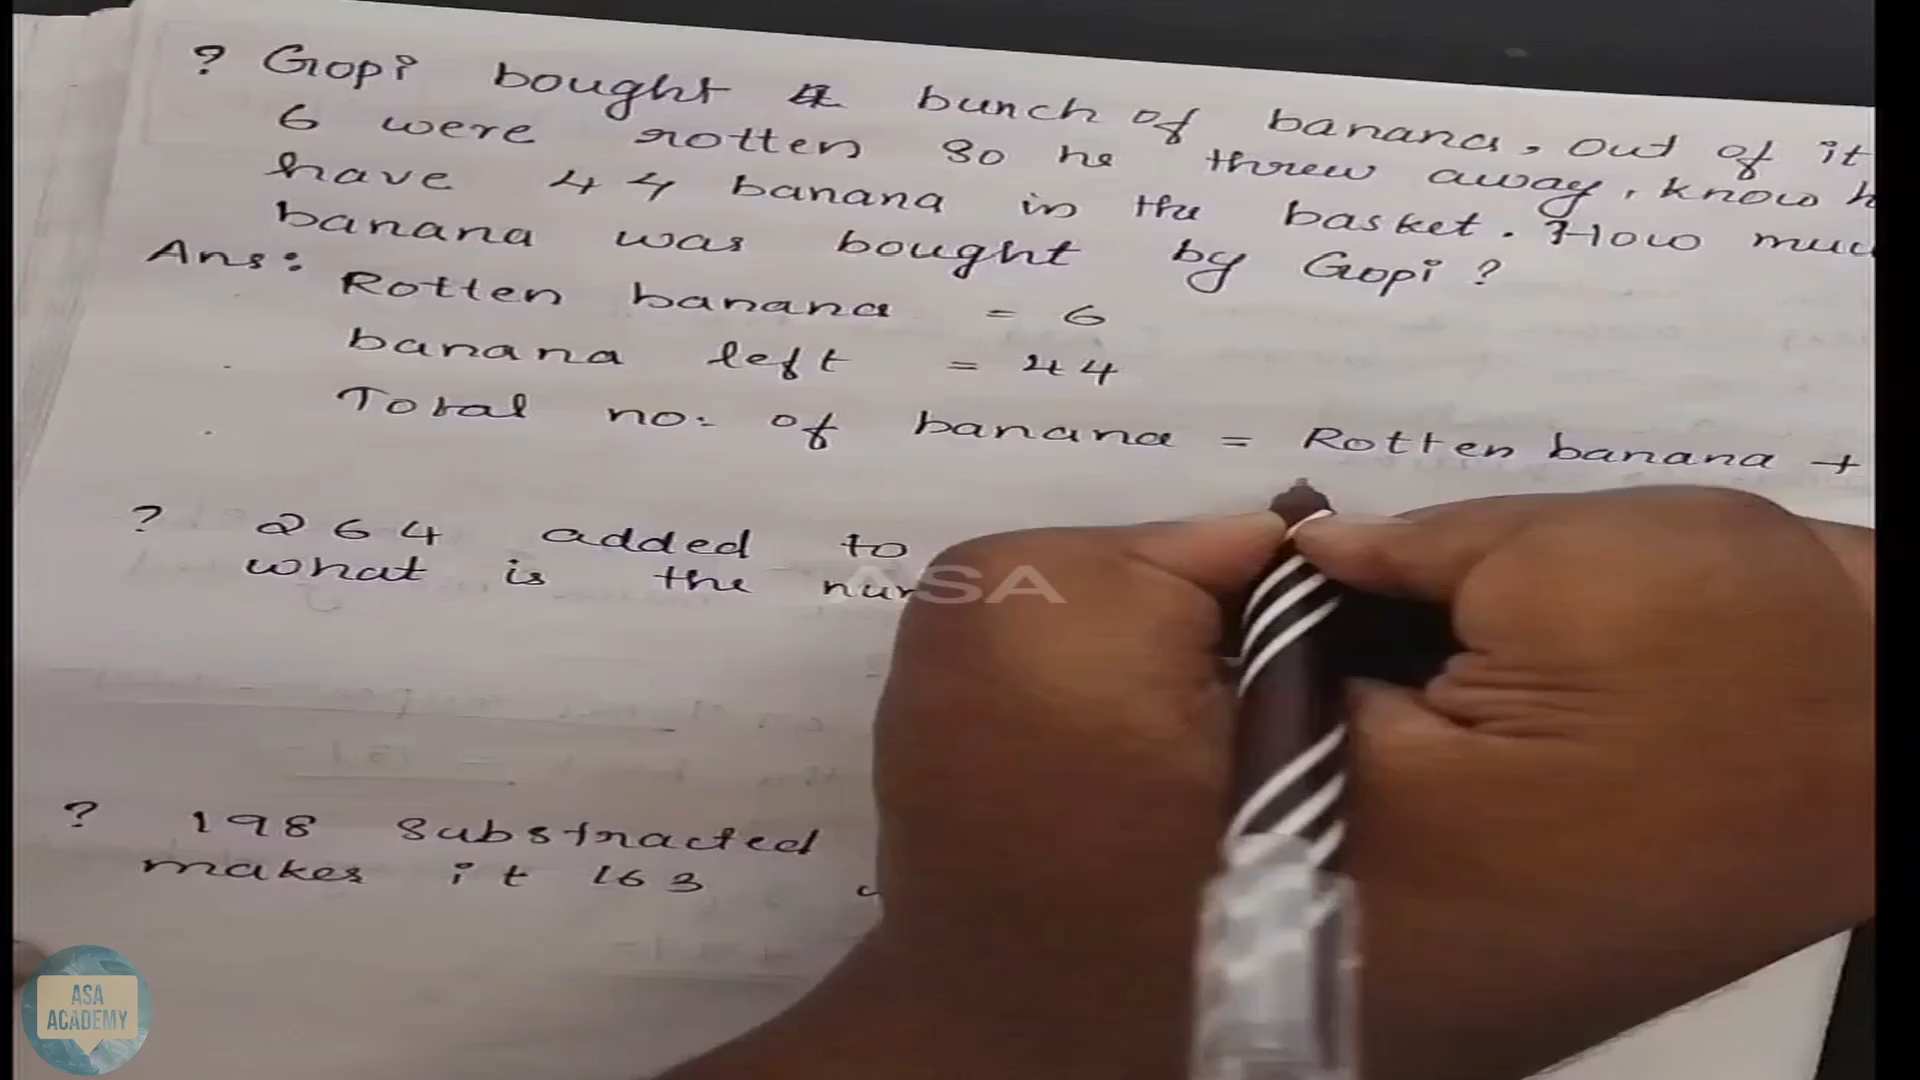 ? Gopi bought a bunch of banana, out of it
6 were rotten so he threw away, know h
have 44 banana in the basket. How muc
banana was bought by Gopi ?
Ans:
Rotten banana = 6
banana left = 44
Total no: of banana = Rotten banana +
? 264 added to
what is the nu
ASA
? 198 substracted
makes it 163
ASA
ACADEMY